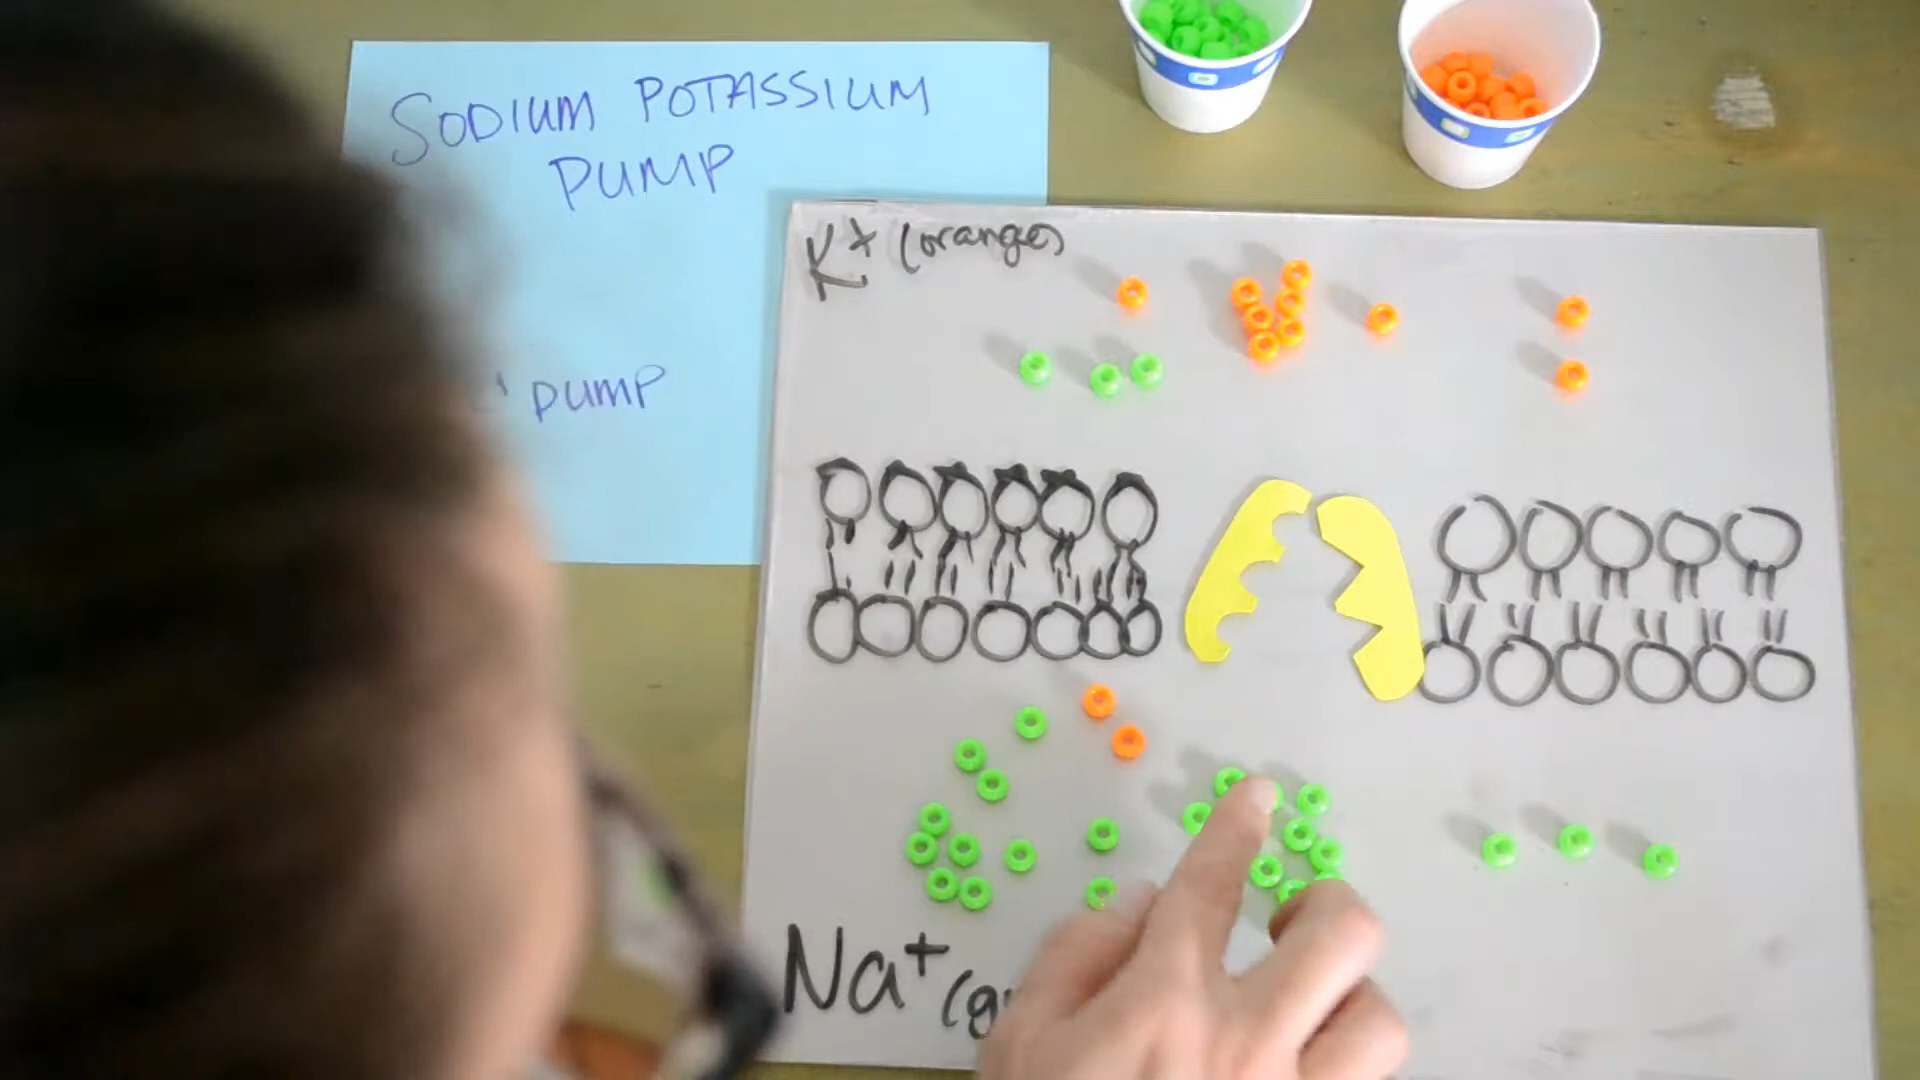 SODIUM POTASSIUM
PUMP
PUMP
K+ (orange)
Na+ (g